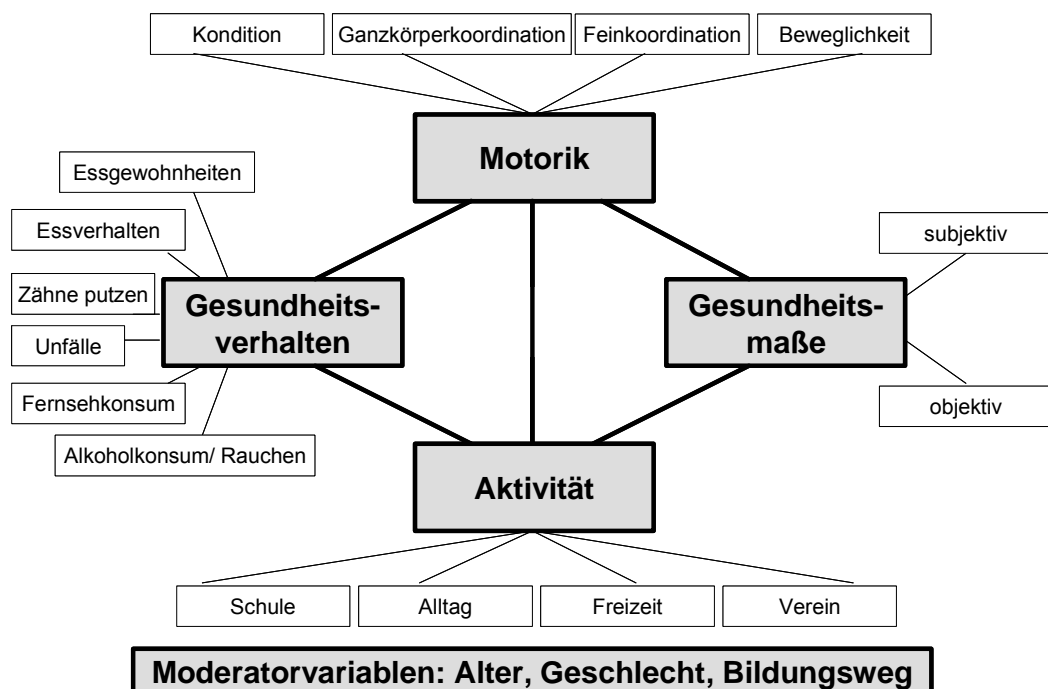 Kondition
Ganzkörperkoordination
Feinkoordination
Beweglichkeit
Motorik
Essgewohnheiten
Essverhalten
subjektiv
Zähne putzen
Gesundheits-
verhalten
Gesundheits-
maße
Unfälle
Fernsehkonsum
objektiv
Alkoholkonsum/ Rauchen
Aktivität
Schule
Alltag
Freizeit
Verein
Moderatorvariablen: Alter, Geschlecht, Bildungsweg